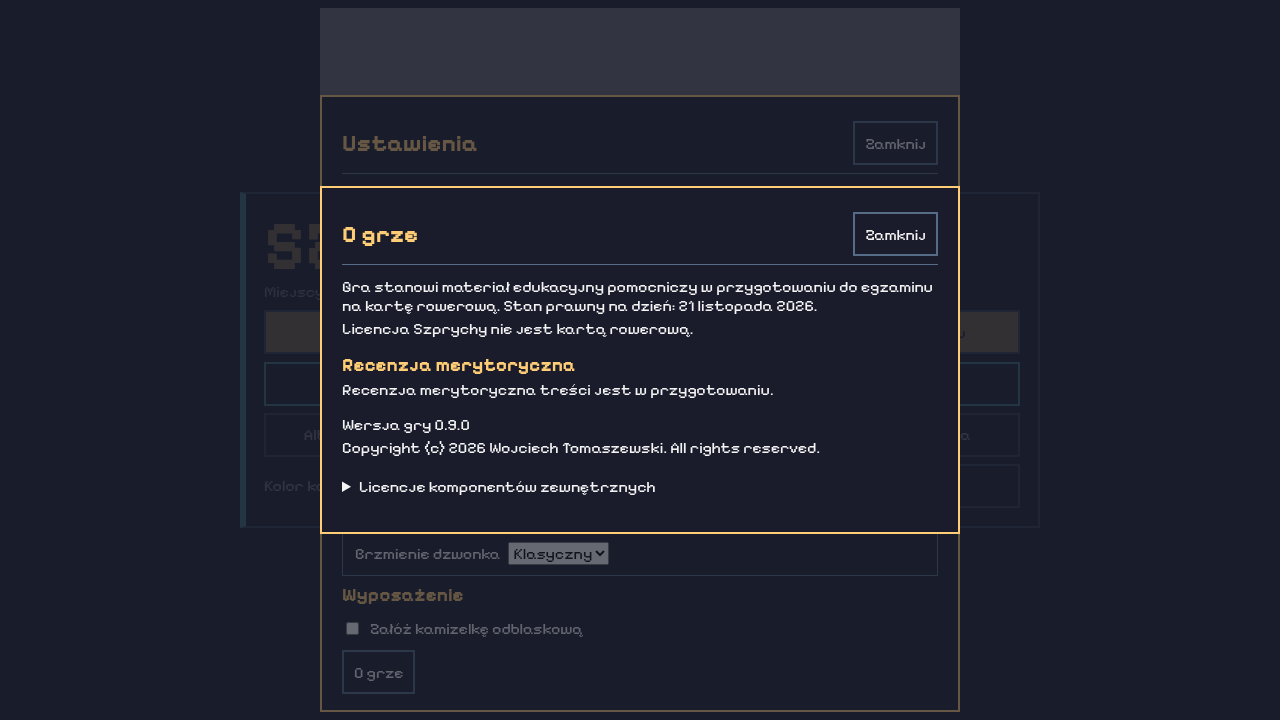 Ustawienia
Zamknij
O grze
Zamknij
Gra stanowi materiał edukacyjny pomocniczy w przygotowaniu do egzaminu
na kartę rowerową. Stan prawny na dzień: 21 listopada 2026.
Licencja Szprychy nie jest kartą rowerową.
Recenzja merytoryczna
Recenzja merytoryczna treści jest w przygotowaniu.
Wersja gry 0.9.0
Copyright (c) 2026 Wojciech Tomaszewski. All rights reserved.
Licencje komponentów zewnętrznych
Kolor
Brzmienie dzwonka Klasyczny
Wyposażenie
Załóż kamizelkę odblaskową
O grze